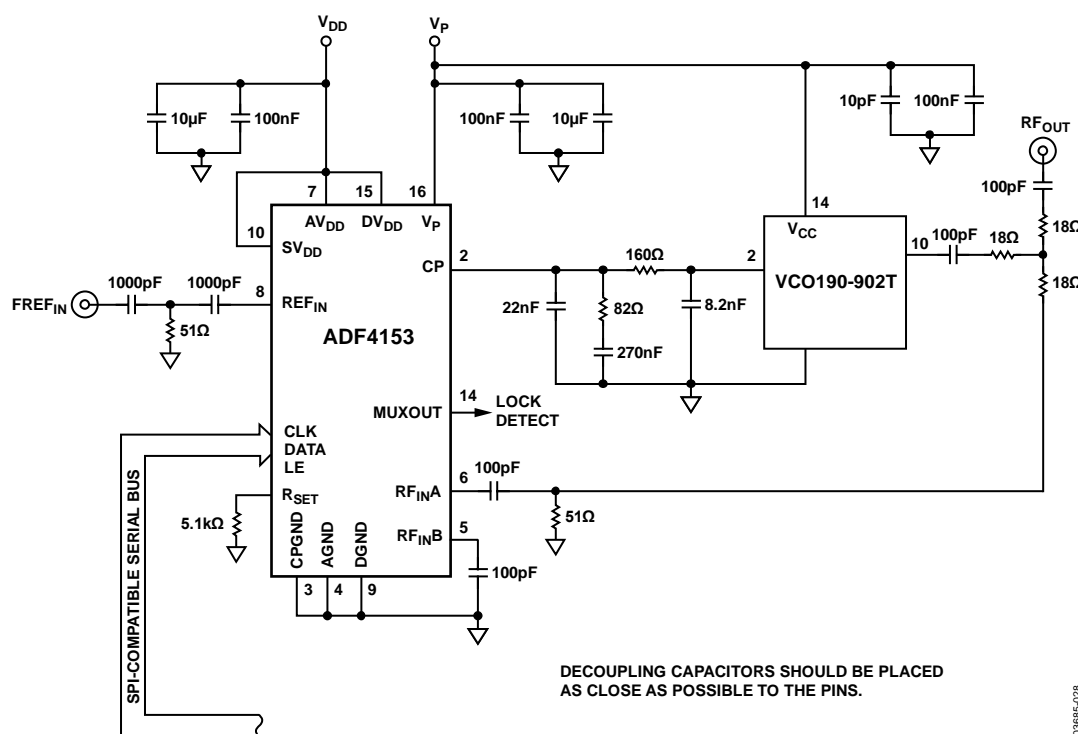 VDD
VP
10µF
100nF
100nF
10µF
10pF
100nF
RFOUT
100pF
18Ω
18Ω
18Ω
100pF
7
15
16
14
AVDD
DVDD
VP
VCC
10
SVDD
CP
2
160Ω
2
10
VCO190-902T
1000pF
1000pF
FREFIN
8
REFIN
51Ω
ADF4153
22nF
82Ω
8.2nF
270nF
MUXOUT
14
LOCK
DETECT
CLK
DATA
LE
SPI-COMPATIBLE SERIAL BUS
RSET
5.1kΩ
RFINA
6
100pF
51Ω
RFINB
5
100pF
CPGND
AGND
DGND
3
4
9
DECOUPLING CAPACITORS SHOULD BE PLACED
AS CLOSE AS POSSIBLE TO THE PINS.
03685-028